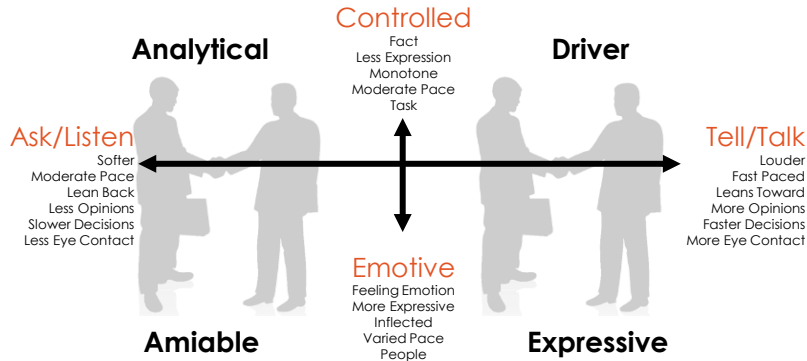 Controlled
Fact
Less Expression
Monotone
Moderate Pace
Task
Analytical
Driver
Ask/Listen
Softer
Moderate Pace
Lean Back
Less Opinions
Slower Decisions
Less Eye Contact
Tell/Talk
Louder
Fast Paced
Leans Toward
More Opinions
Faster Decisions
More Eye Contact
Emotive
Feeling Emotion
More Expressive
Inflected
Varied Pace
People
Amiable
Expressive